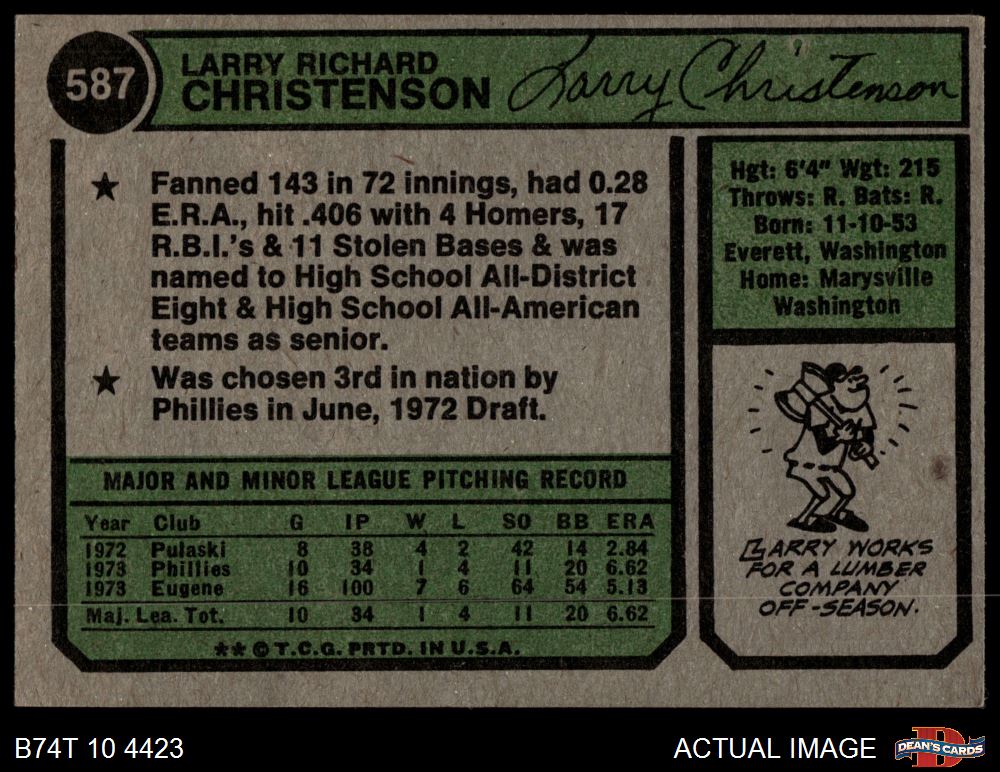 587
LARRY RICHARD
CHRISTENSON
Larry Christenson
★ Fanned 143 in 72 innings, had 0.28
E.R.A., hit .406 with 4 Homers, 17
R.B.I.'s & 11 Stolen Bases & was
named to High School All-District
Eight & High School All-American
teams as senior.
★ Was chosen 3rd in nation by
Phillies in June, 1972 Draft.
MAJOR AND MINOR LEAGUE PITCHING RECORD
Year Club G IP W L SO BB ERA
1972 Pulaski 8 38 4 2 42 14 2.84
1973 Phillies 10 34 1 4 11 20 6.62
1973 Eugene 16 100 7 6 64 54 5.13
Maj. Lea. Tot. 10 34 1 4 11 20 6.62
** © T.C.G. PRTD. IN U.S.A.
Hgt: 6'4" Wgt: 215
Throws: R. Bats: R.
Born: 11-10-53
Everett, Washington
Home: Marysville
Washington
LARRY WORKS
FOR A LUMBER
COMPANY
OFF-SEASON.
B74T 10 4423
ACTUAL IMAGE
DEAN'S CARDS